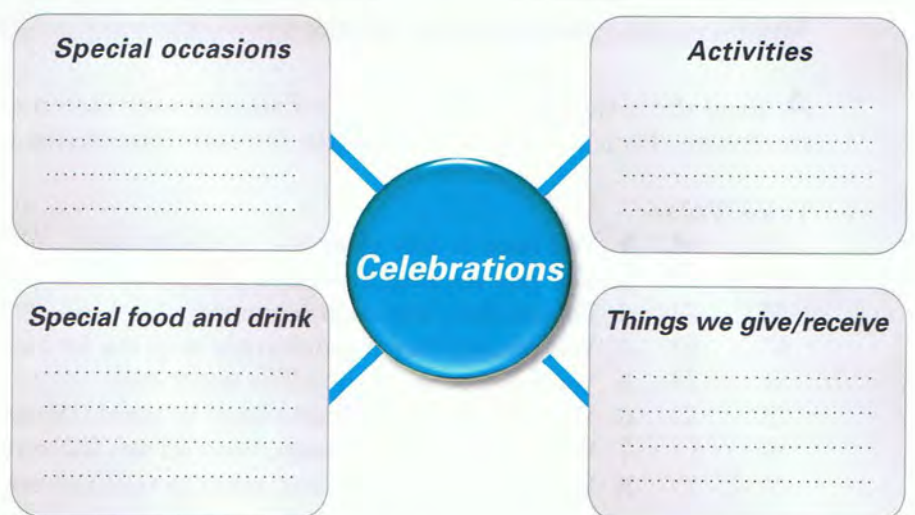 Special occasions
Activities
Celebrations
Special food and drink
Things we give/receive